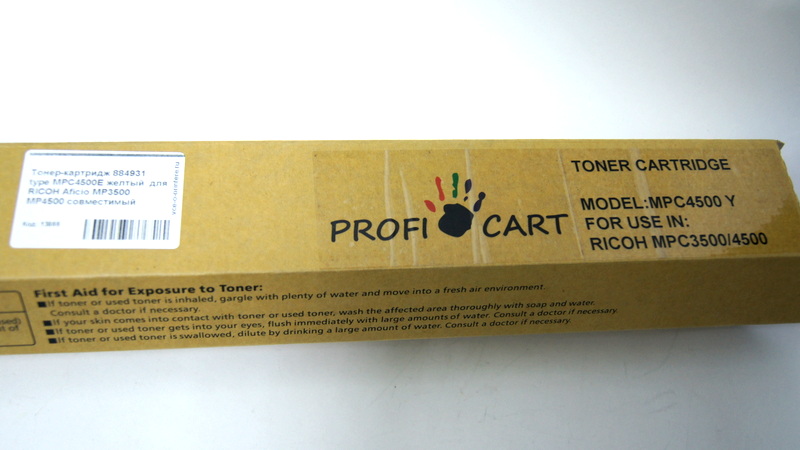 Тонер-картридж 884931
type MPC4500E желтый для
RICOH Aficio MP3500
MP4500 совместимый
Код:
PROFI CART
TONER CARTRIDGE
MODEL:MPC4500 Y
FOR USE IN:
RICOH MPC3500/4500
First Aid for Exposure to Toner:
■If toner or used toner is inhaled, gargle with plenty of water and move into a fresh air environment.
Consult a doctor if necessary.
■If your skin comes into contact with toner or used toner, wash the affected area thoroughly with soap and water.
■If toner or used toner gets into your eyes, flush immediately with large amounts of water. Consult a doctor if necessary.
■If toner or used toner is swallowed, dilute by drinking a large amount of water. Consult a doctor if necessary.